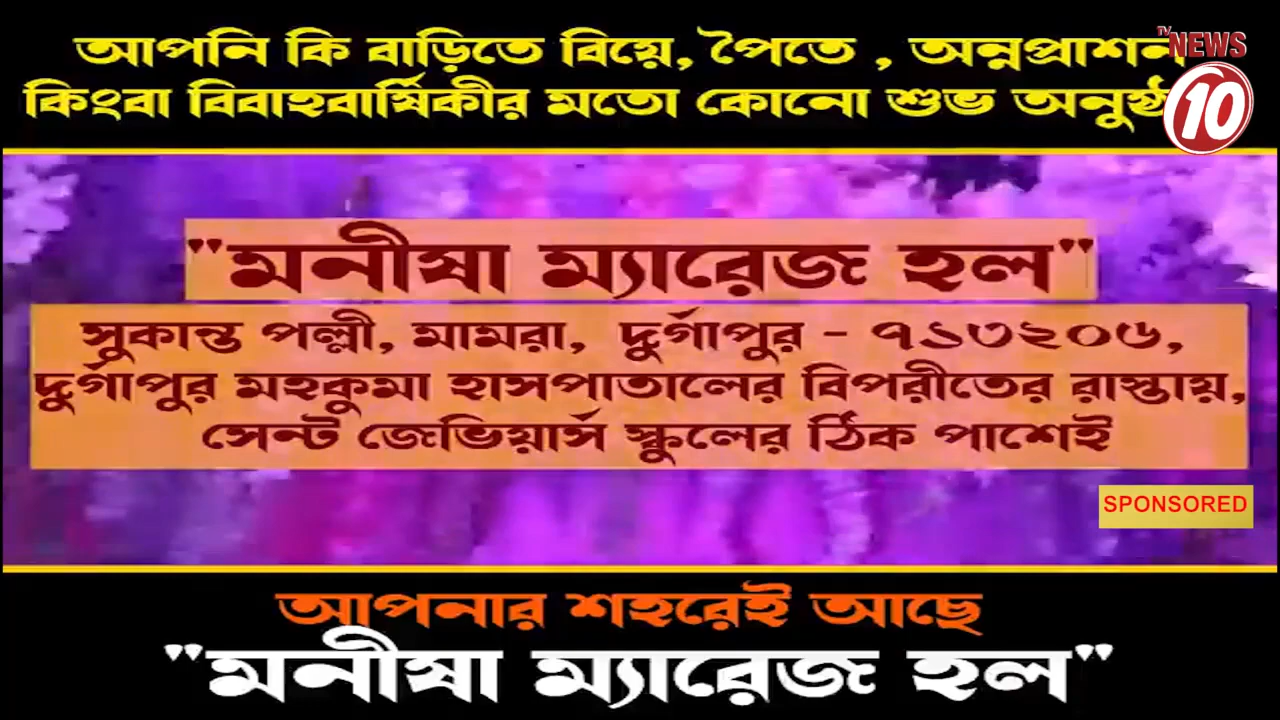 আপনি কি বাড়িতে বিয়ে, পৈতে , অন্নপ্রাশন
কিংবা বিবাহবার্ষিকীর মতো কোনো শুভ
TV NEWS
10
"মনীষা ম্যারেজ হল"
সুকান্ত পল্লী, মামরা, দুর্গাপুর - ৭১৩২০৬,
দুর্গাপুর মহকুমা হাসপাতালের বিপরীতের রাস্তায়,
সেন্ট জেভিয়ার্স স্কুলের ঠিক পাশেই
SPONSORED
আপনার শহরেই আছে
"মনীষা ম্যারেজ হল"